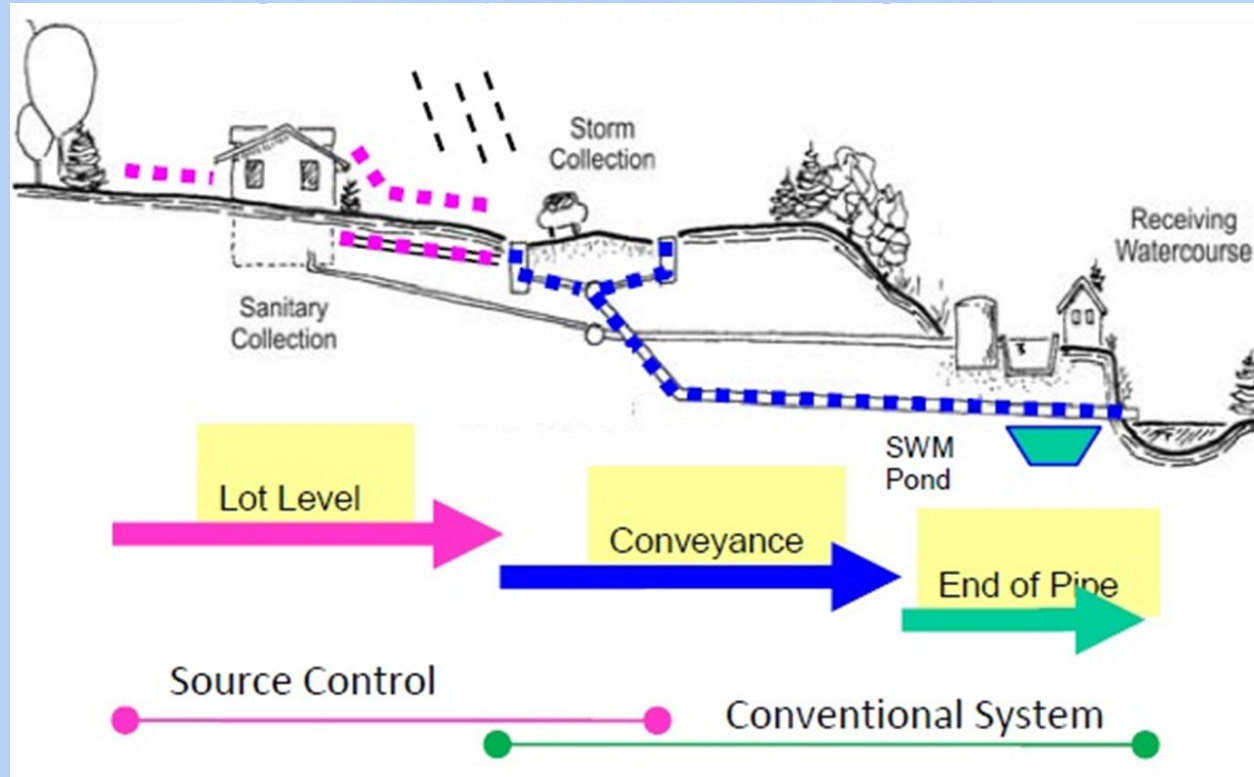 Storm
Collection
Receiving
Watercourse
Sanitary
Collection
SWM
Pond
Lot Level
Conveyance
End of Pipe
Source Control
Conventional System